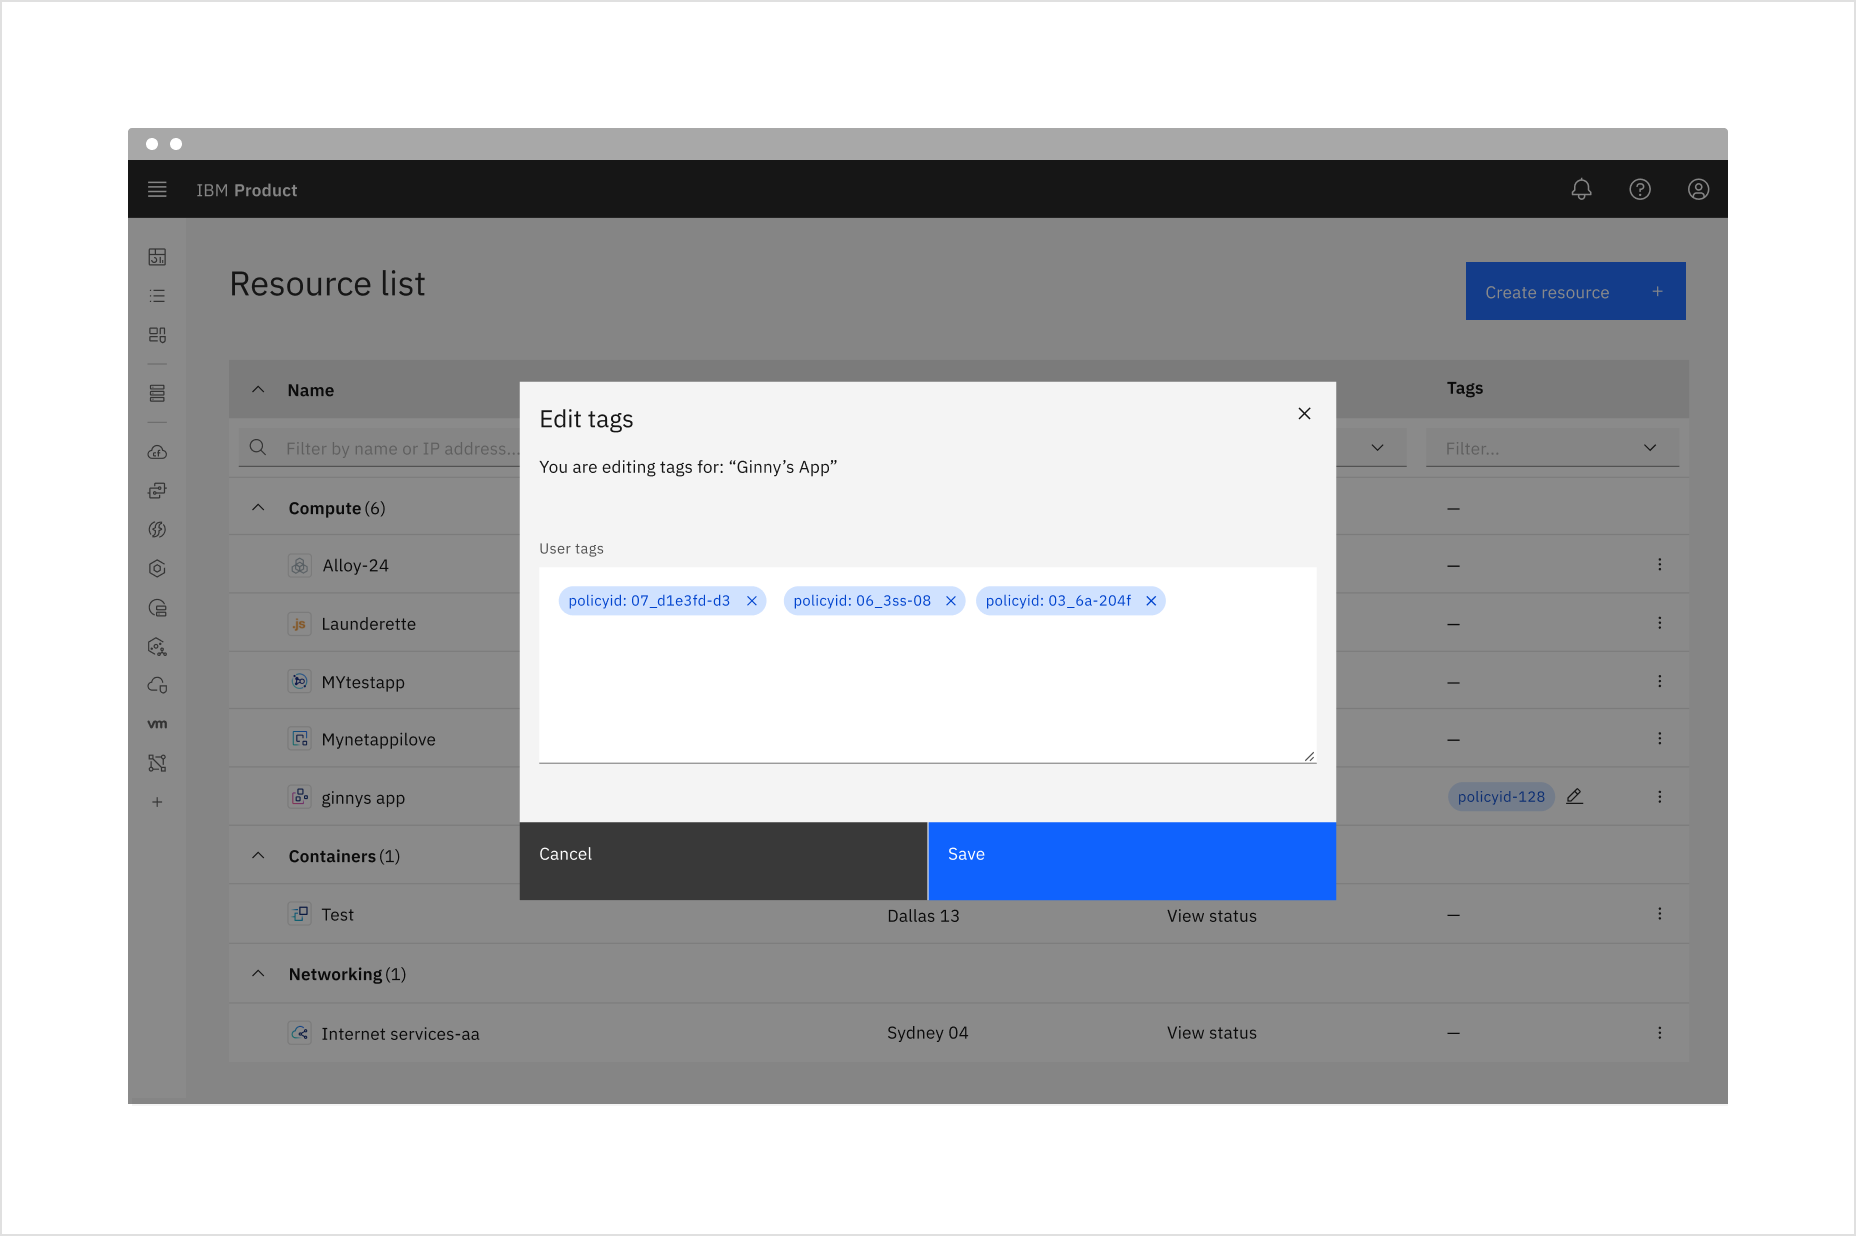 IBM Product
Resource list
Create resource +
Name
Tags
Filter by name or IP address...
Filter...
Compute (6)
—
Alloy-24
—
.js Launderette
—
MYtestapp
—
Mynetappilove
—
ginnys app
policyid-128
Containers (1)
Test
Dallas 13
View status
—
Networking (1)
Internet services-aa
Sydney 04
View status
—
cf
vm
Edit tags
You are editing tags for: “Ginny’s App”
User tags
policyid: 07_d1e3fd-d3
policyid: 06_3ss-08
policyid: 03_6a-204f
Cancel
Save